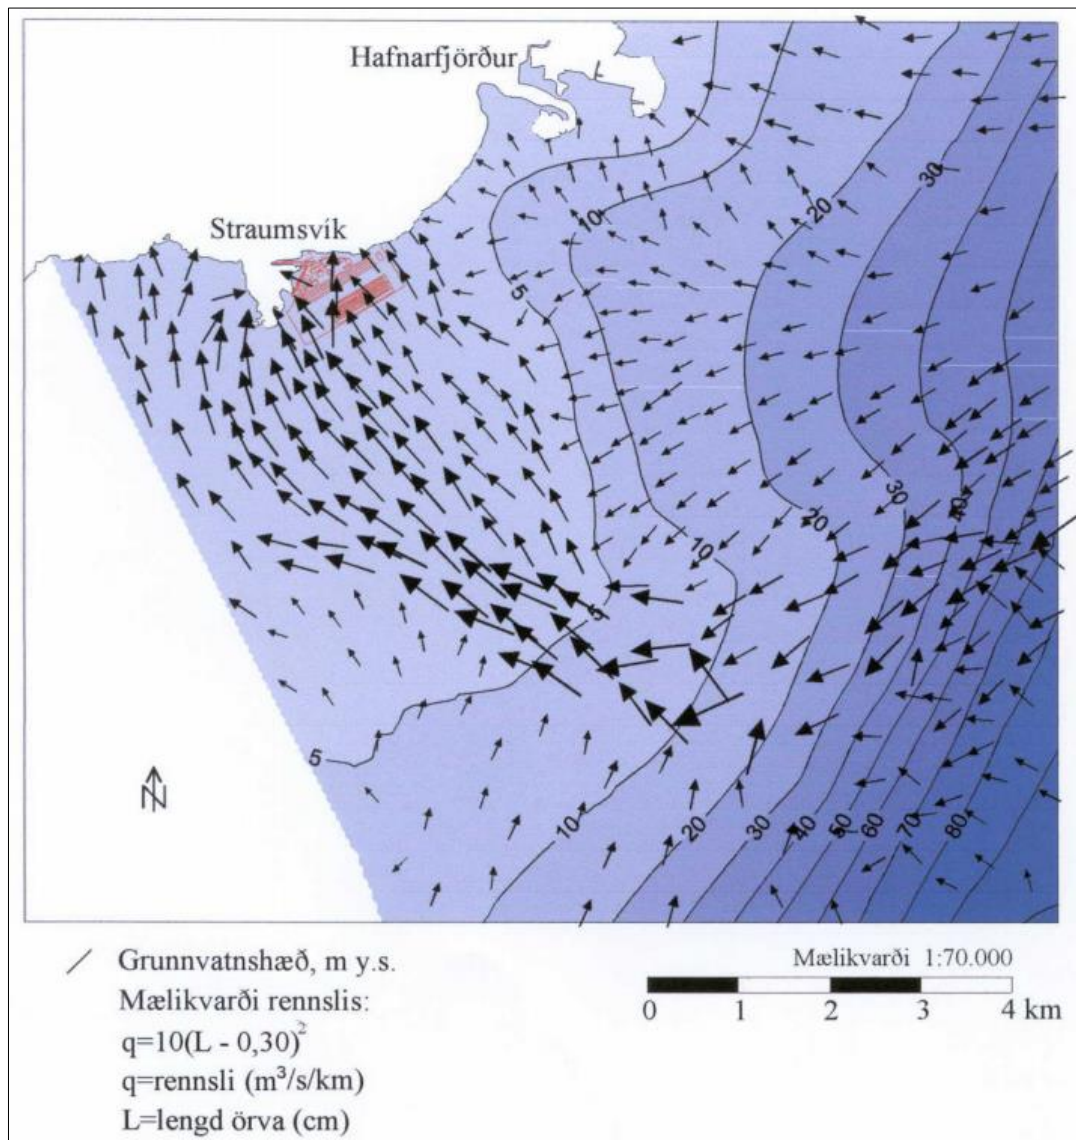 Hafnarfjörður
30
10
20
Straumsvík
5
30
40
20
10
5
5
10
20
30
40
50
60
70
80
N
Grunnvatnshæð, m y.s.
Mælikvarði rennslis:
q=10(L - 0,30)²
q=rennsli (m³/s/km)
L=lengd örva (cm)
Mælikvarði 1:70.000
0 1 2 3 4 km